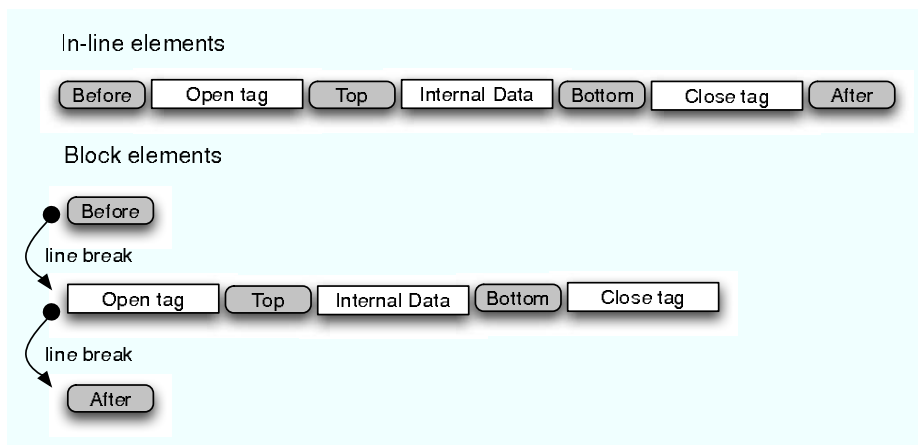 In-line elements
Before Open tag Top Internal Data Bottom Close tag After
Block elements
Before
line break
Open tag Top Internal Data Bottom Close tag
line break
After